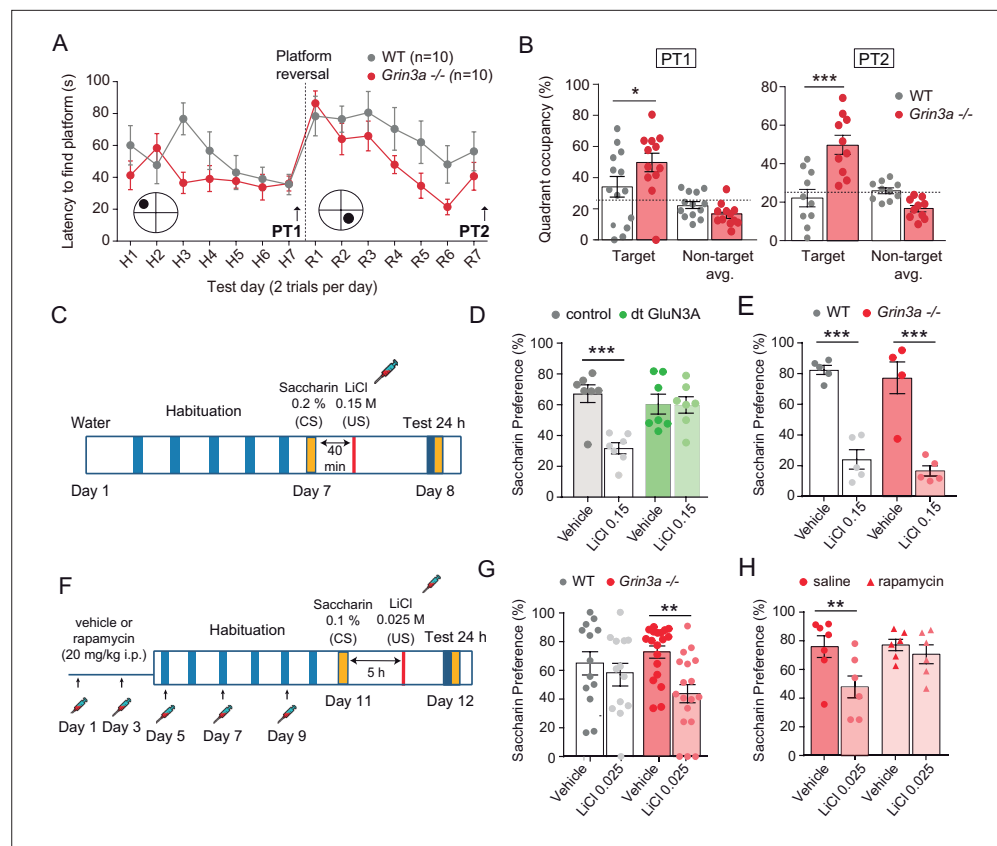 A
Platform
reversal
WT (n=10)
Grin3a -/- (n=10)
Latency to find platform (s)
100
80
60
40
20
0
PT1
PT2
H1
H2
H3
H4
H5
H6
H7
R1
R2
R3
R4
R5
R6
R7
Test day (2 trials per day)
B
PT1
PT2
Quadrant occupancy (%)
80
60
40
20
0
*
Target
Non-target
avg.
80
60
40
20
0
***
WT
Grin3a -/-
Target
Non-target
avg.
C
Water
Habituation
Saccharin
0.2 %
(CS)
LiCl
0.15 M
(US)
Test 24 h
40
min
Day 1
Day 7
Day 8
D
control
dt GluN3A
Saccharin Preference (%)
100
80
60
40
20
0
***
Vehicle
LiCl 0.15
Vehicle
LiCl 0.15
E
WT
Grin3a -/-
Saccharin Preference (%)
100
80
60
40
20
0
***
***
Vehicle
LiCl 0.15
Vehicle
LiCl 0.15
F
vehicle or
rapamycin
(20 mg/kg i.p.)
Habituation
Saccharin
0.1 %
(CS)
LiCl
0.025 M
(US)
Test 24 h
5 h
Day 1
Day 3
Day 5
Day 7
Day 9
Day 11
Day 12
G
WT
Grin3a -/-
Saccharin Preference (%)
100
80
60
40
20
0
**
Vehicle
LiCl 0.025
Vehicle
LiCl 0.025
H
saline
rapamycin
Saccharin Preference (%)
100
80
60
40
20
0
**
Vehicle
LiCl 0.025
Vehicle
LiCl 0.025